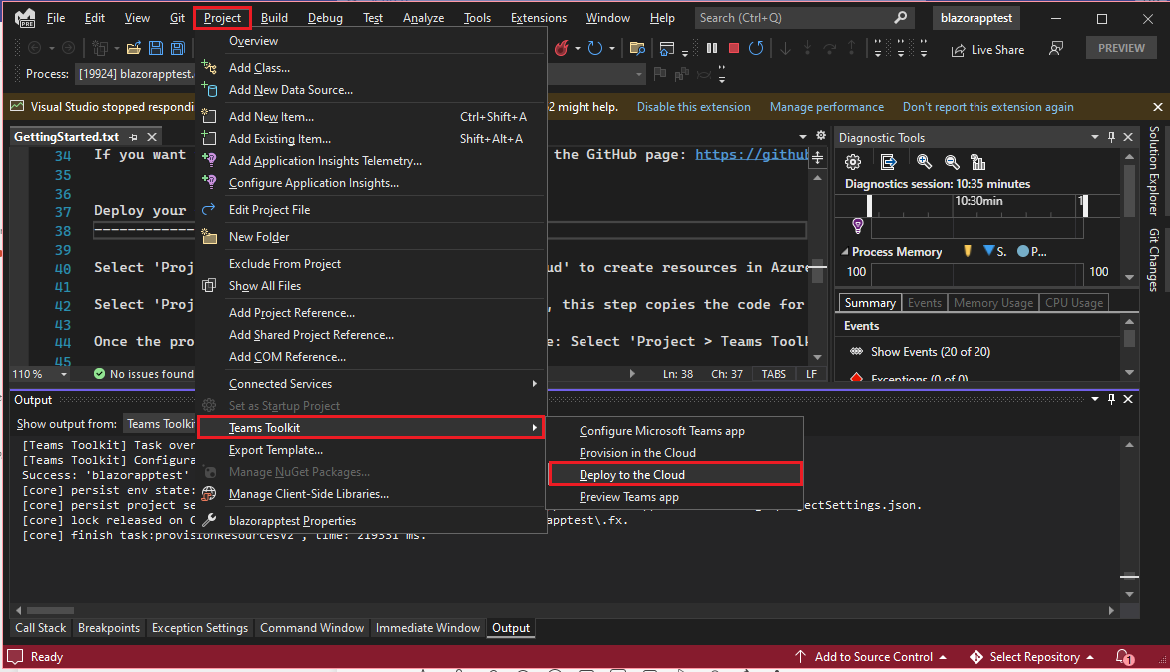 File Edit View Git Project Build Debug Test Analyze Tools Extensions Window Help Search (Ctrl+Q) blazorapptest
PRE
Live Share PREVIEW
Process: [19924] blazorapptest.
Visual Studio stopped respondi
2 might help. Disable this extension Manage performance Don't report this extension again
GettingStarted.txt
34 If you want the GitHub page: https://githu
35
36
37 Deploy your
38 -------------
39
40 Select 'Proj ud' to create resources in Azure
41
42 Select 'Proj , this step copies the code for
43
44 Once the pro e: Select 'Project > Teams Tool
45
110 % No issues found Ln: 38 Ch: 37 TABS LF
Overview
Add Class...
Add New Data Source...
Add New Item... Ctrl+Shift+A
Add Existing Item... Shift+Alt+A
Add Application Insights Telemetry...
Configure Application Insights...
Edit Project File
New Folder
Exclude From Project
Show All Files
Add Project Reference...
Add Shared Project Reference...
Add COM Reference...
Connected Services
Set as Startup Project
Teams Toolkit
Export Template...
Manage NuGet Packages...
Manage Client-Side Libraries...
blazorapptest Properties
Configure Microsoft Teams app
Provision in the Cloud
Deploy to the Cloud
Preview Teams app
Diagnostic Tools
Diagnostics session: 10:35 minutes
10:30min 1
Process Memory S. P...
100 100
Summary Events Memory Usage CPU Usage
Events
Show Events (20 of 20)
Exceptions (0 of 0)
Solution Explorer
Git Changes
Output
Show output from: Teams Toolki
[Teams Toolkit] Task over
[Teams Toolkit] Configura
Success: 'blazorapptest'
[core] persist env state:
[core] persist project se jectSettings.json.
[core] lock released on C apptest\.fx.
[core] finish task:provisionResourcesV2 , time: 219331 ms.
Call Stack Breakpoints Exception Settings Command Window Immediate Window Output
Ready Add to Source Control Select Repository 1